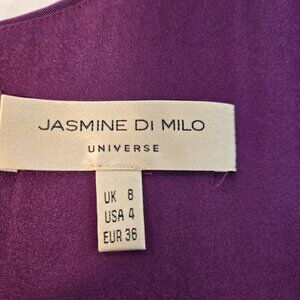 JASMINE DI MILO
UNIVERSE
UK 8
USA 4
EUR 36